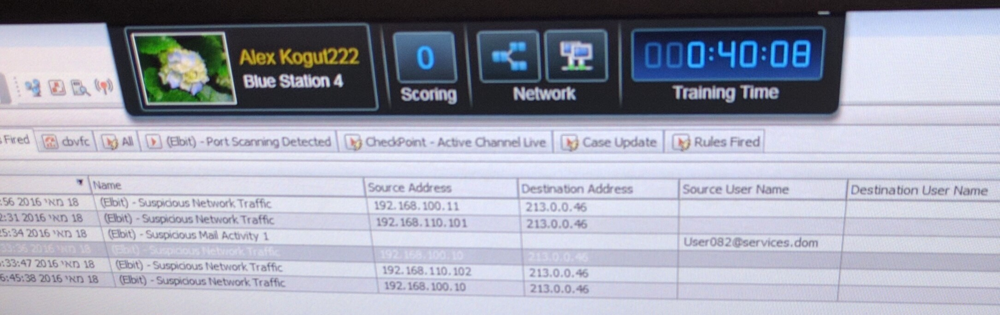 Alex Kogut222
Blue Station 4
0
Scoring
Network
000:40:08
Training Time
s Fired cbvfc All (Elbit) - Port Scanning Detected CheckPoint - Active Channel Live Case Update Rules Fired
Name Source Address Destination Address Source User Name Destination User Name
:56 2016 מאי 18 (Elbit) - Suspicious Network Traffic 192.168.100.11 213.0.0.46
2:31 2016 מאי 18 (Elbit) - Suspicious Network Traffic 192.168.110.101 213.0.0.46
25:34 2016 מאי 18 (Elbit) - Suspicious Mail Activity 1 User082@services.dom
33:36 2016 מאי 18 (Elbit) - Suspicious Network Traffic 192.168.100.10 213.0.0.46
:33:47 2016 מאי 18 (Elbit) - Suspicious Network Traffic 192.168.110.102 213.0.0.46
6:45:38 2016 מאי 18 (Elbit) - Suspicious Network Traffic 192.168.100.10 213.0.0.46